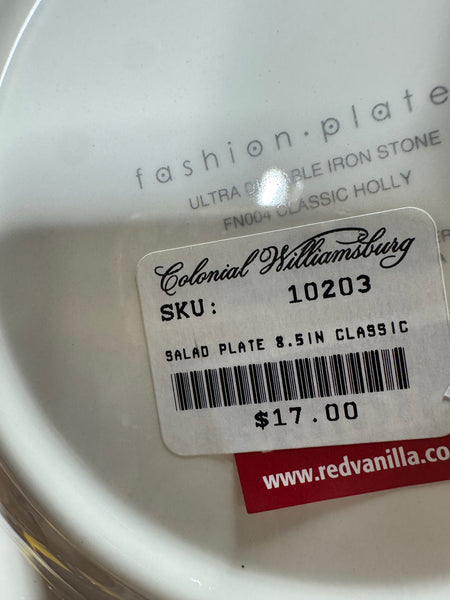 fashion·plate
ULTRA IRON STONE
FN004 CLASSIC HOLLY
Colonial Williamsburg
SKU: 10203
SALAD PLATE 8.5IN CLASSIC
$17.00
www.redvanilla.co